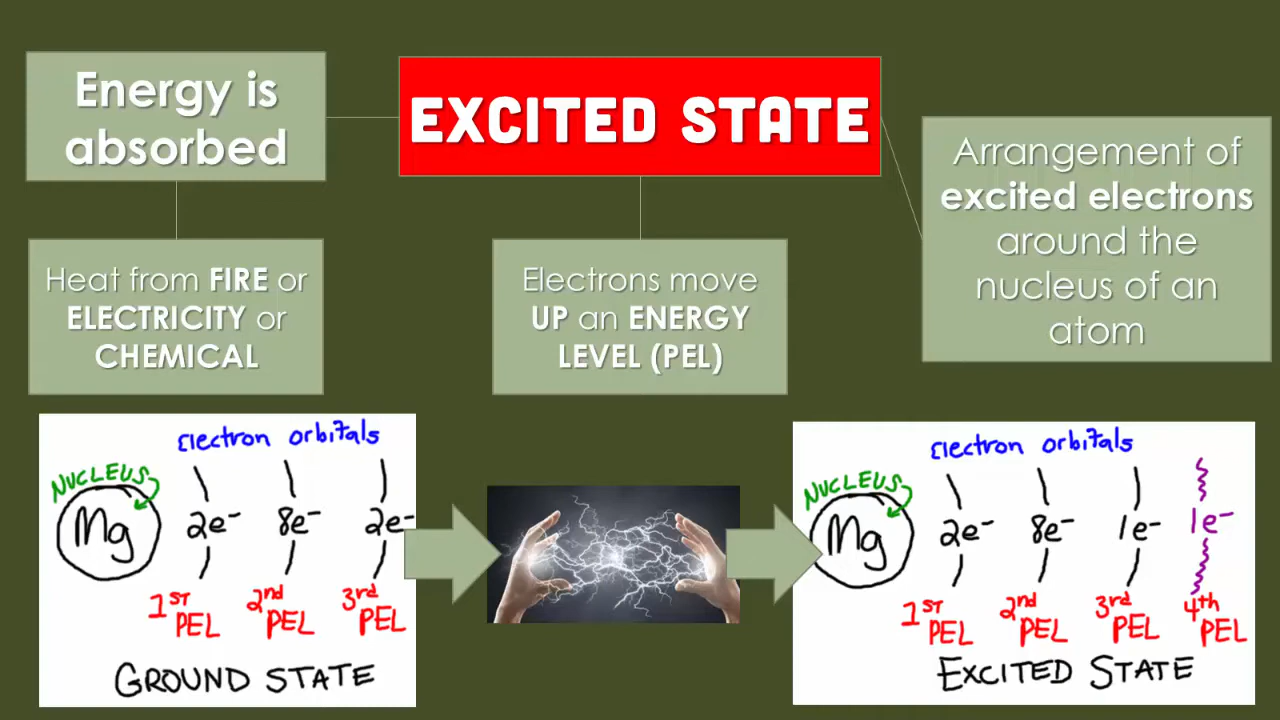 Energy is
absorbed
EXCITED STATE
Arrangement of
excited electrons
around the
nucleus of an
atom
Heat from FIRE or
ELECTRICITY or
CHEMICAL
Electrons move
UP an ENERGY
LEVEL (PEL)
Electron orbitals
NUCLEUS
Mg
2e⁻
8e⁻
2e⁻
1ST PEL
2nd PEL
3rd PEL
GROUND STATE
Electron orbitals
NUCLEUS
Mg
2e⁻
8e⁻
1e⁻
1e⁻
1ST PEL
2nd PEL
3rd PEL
4th PEL
EXCITED STATE